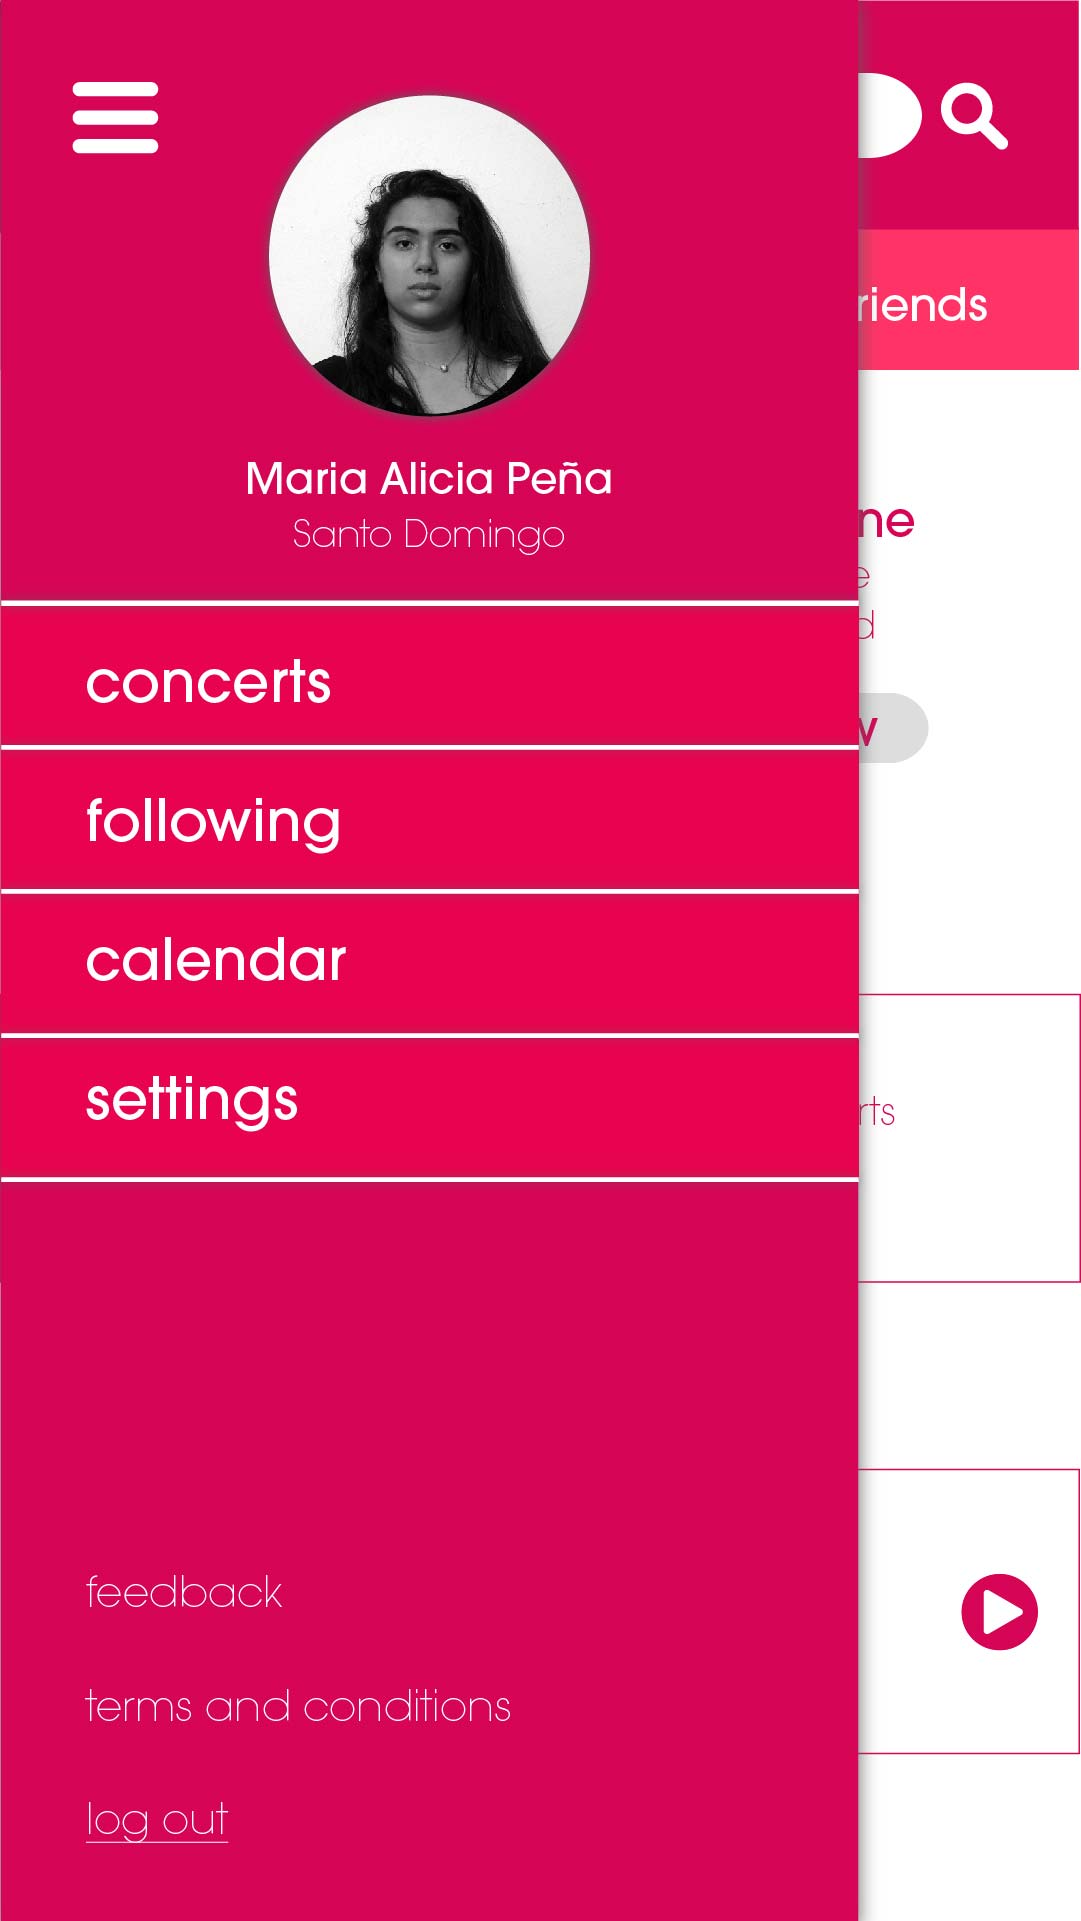 riends
Maria Alicia Peña
Santo Domingo
ne
e
d
concerts
w
following
calendar
settings
rts
feedback
terms and conditions
log out